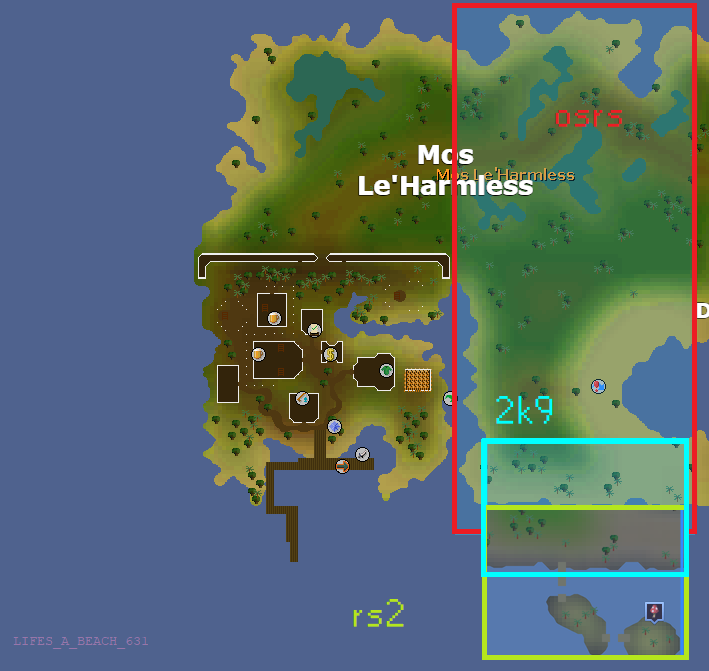 osrs
Mos
Le'Harmless
Mos Le'Harmless
D
2k9
rs2
LIFES_A_BEACH_631